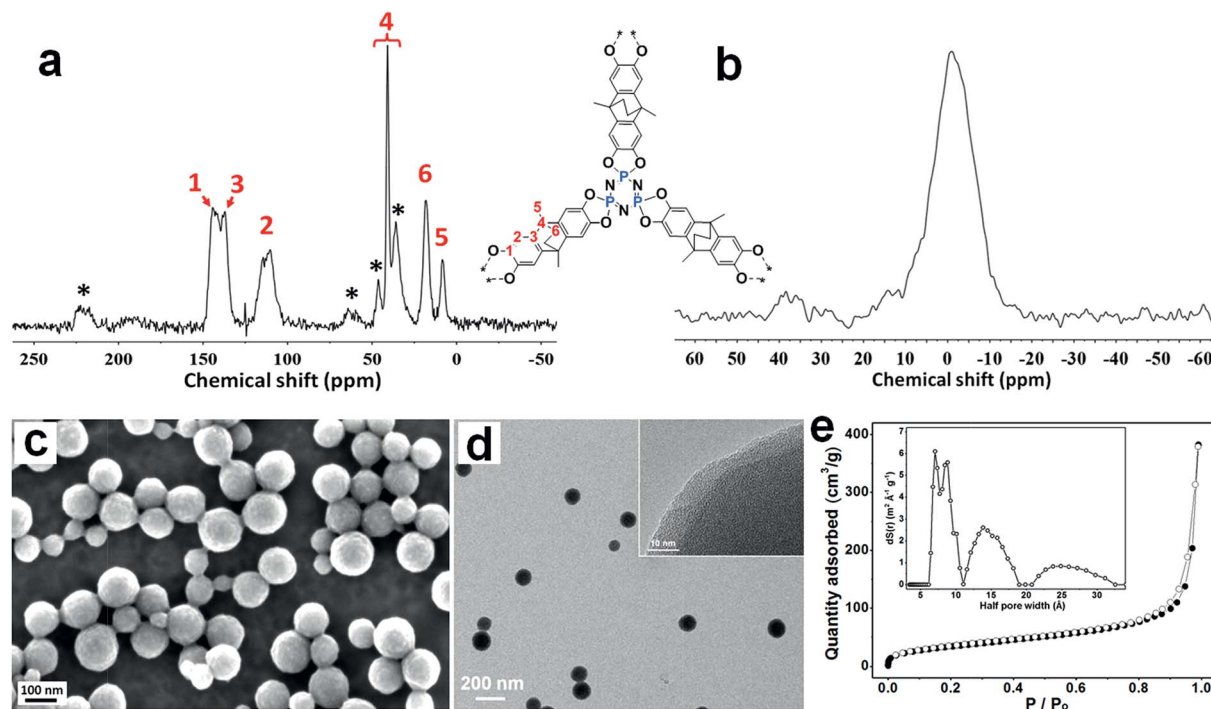 a
4
1
3
2
6
5
*
*
*
*
250 200 150 100 50 0 -50
Chemical shift (ppm)
* *
O O
O O
P
N N
O P P O
O N O
5
4
2 3 6
O 1
O
O
O
* *
* *
b
60 50 40 30 20 10 0 -10 -20 -30 -40 -50 -60
Chemical shift (ppm)
c
100 nm
d
10 nm
200 nm
e
Quantity adsorbed (cm³/g)
400
300
200
100
0
0.0 0.2 0.4 0.6 0.8 1.0
P / Po
dS(r) (m² Å⁻¹ g⁻¹)
7
6
5
4
3
2
1
0
5 10 15 20 25 30
Half pore width (Å)